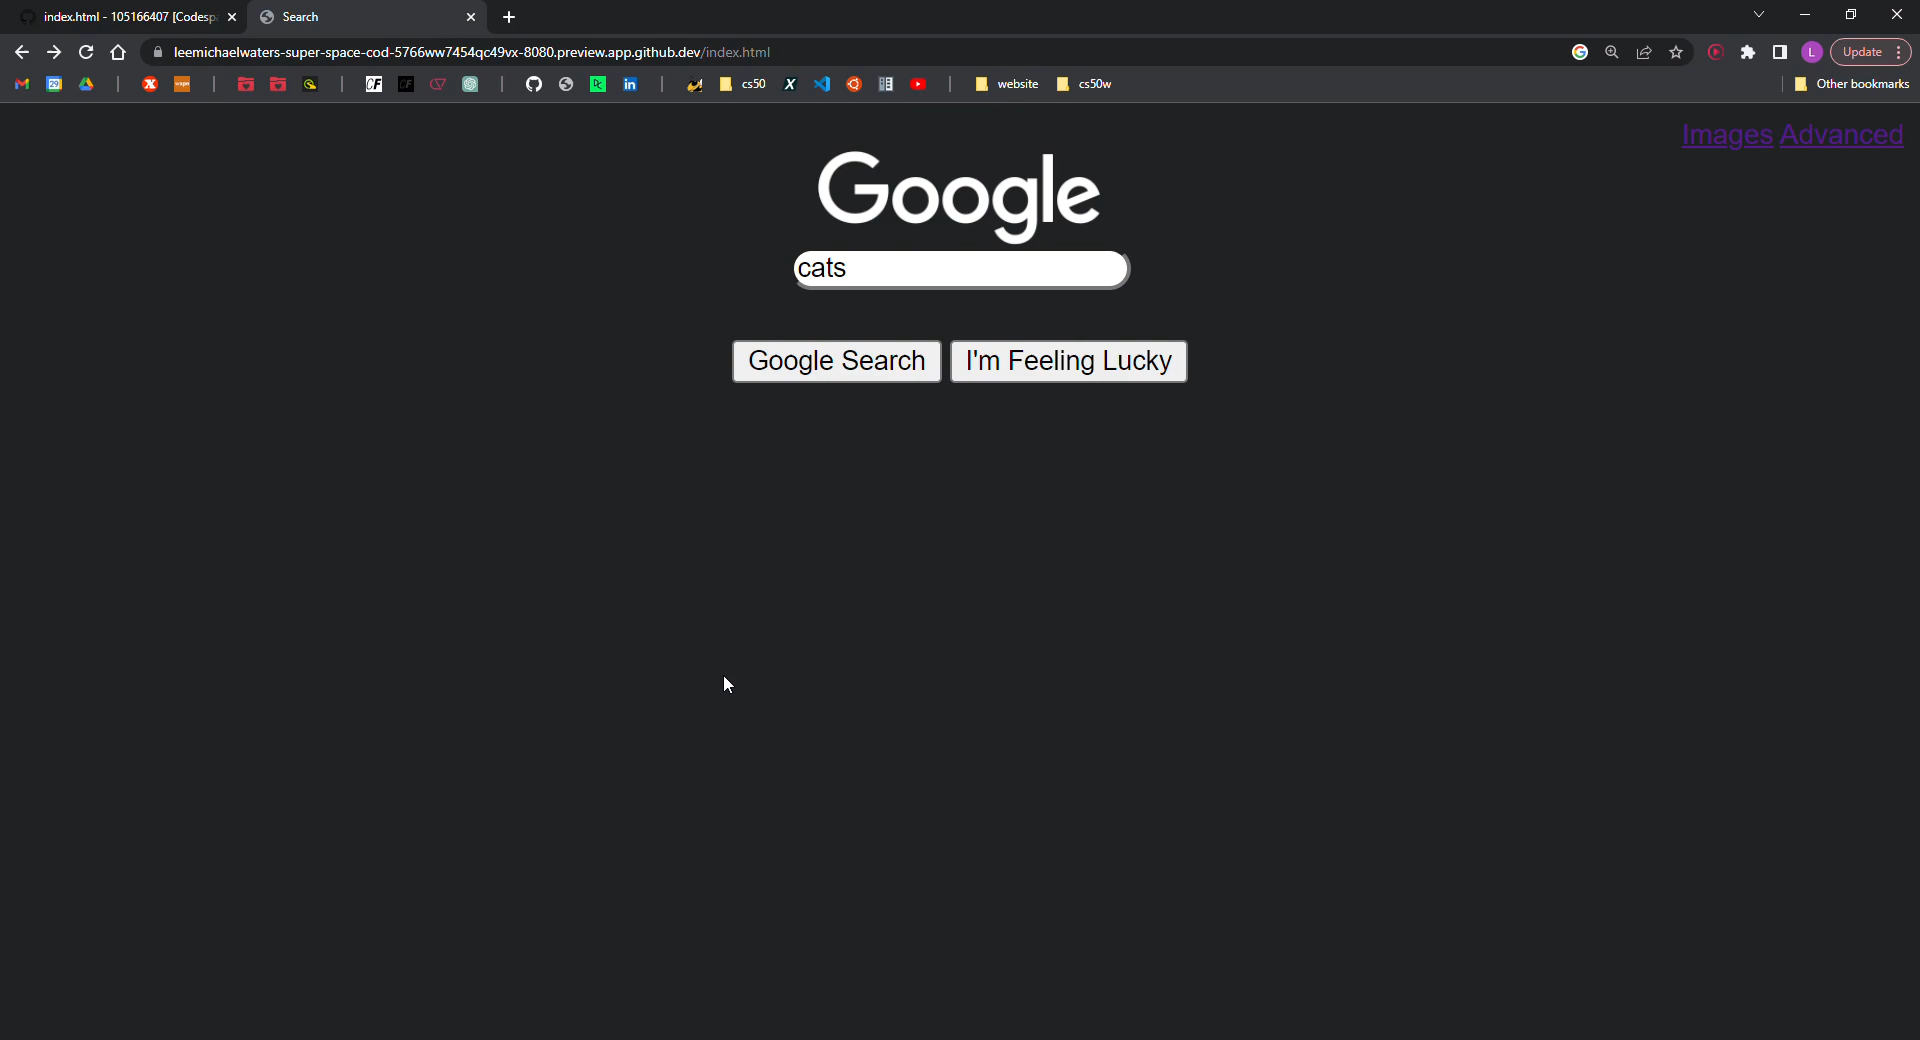 index.html - 105166407 [Codesp
Search
leemichaelwaters-super-space-cod-5766ww7454qc49vx-8080.preview.app.github.dev/index.html
L
Update
cs50
website
cs50w
Other bookmarks
Images Advanced
Google
cats
Google Search
I'm Feeling Lucky